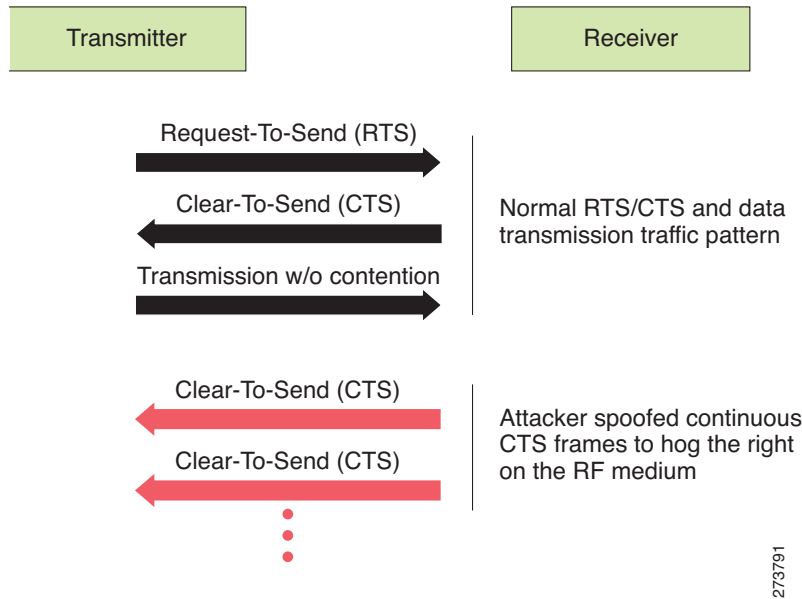 Transmitter
Receiver
Request-To-Send (RTS)
Clear-To-Send (CTS)
Transmission w/o contention
Normal RTS/CTS and data
transmission traffic pattern
Clear-To-Send (CTS)
Clear-To-Send (CTS)
Attacker spoofed continuous
CTS frames to hog the right
on the RF medium
273791